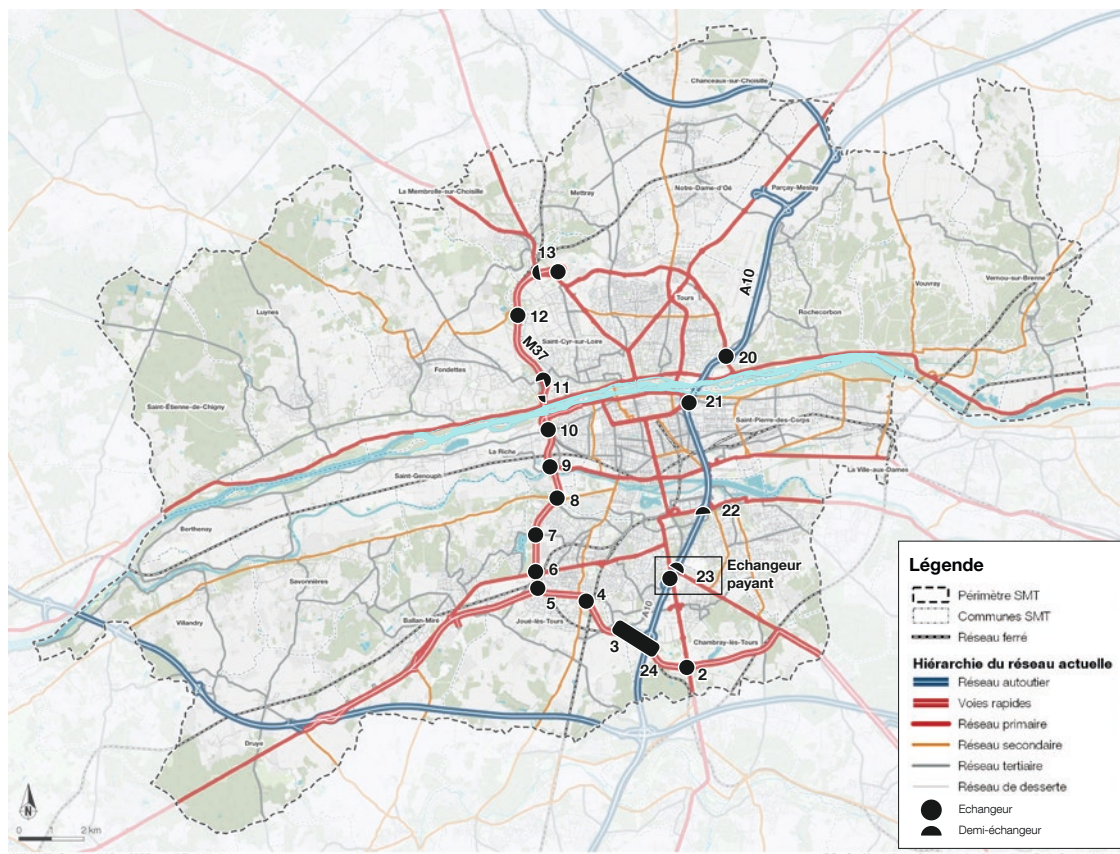 Chanceaux-sur-Choisille
La Membrolle-sur-Choisille
Mettray
Notre-Dame-d'Oé
Parçay-Meslay
13
A10
Vernou-sur-Brenne
Vouvray
Luynes
12
Tours
Rochecorbon
M37
Saint-Cyr-sur-Loire
20
Fondettes
11
Saint-Étienne-de-Chigny
21
10
Saint-Pierre-des-Corps
La Riche
9
La Ville-aux-Dames
Saint-Genouph
8
22
Berthenay
7
Echangeur
payant
6
23
Savonnières
5
4
A10
Villandry
Ballan-Miré
Joué-lès-Tours
3
Chambray-lès-Tours
24
2
Druye
N
0
2 km
Légende
Périmètre SMT
Communes SMT
Réseau ferré
Hiérarchie du réseau actuelle
Réseau autoutier
Voies rapides
Réseau primaire
Réseau secondaire
Réseau tertiaire
Réseau de desserte
Echangeur
Demi-échangeur